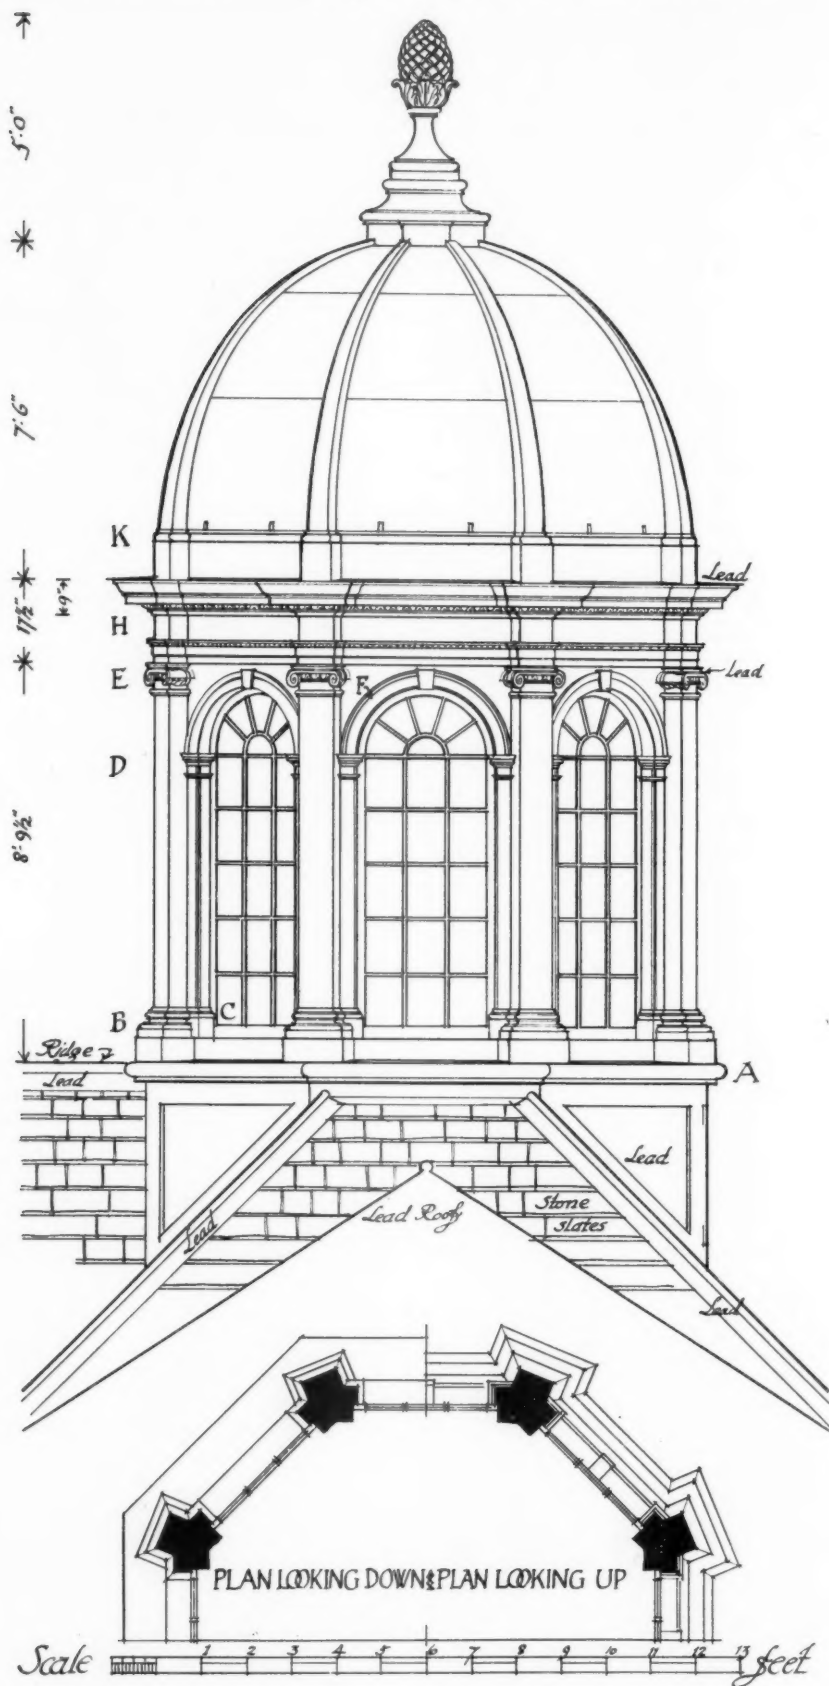 5'·0"
7'·6"
K
Lead
17½"
9"
H
E
Lead
F
D
8'·9½"
C
B
Ridge
Lead
A
Lead
Stone
slates
Lead Roof
Lead
Lead
PLAN LOOKING DOWN & PLAN LOOKING UP
Scale 1 2 3 4 5 6 7 8 9 10 11 12 13 feet